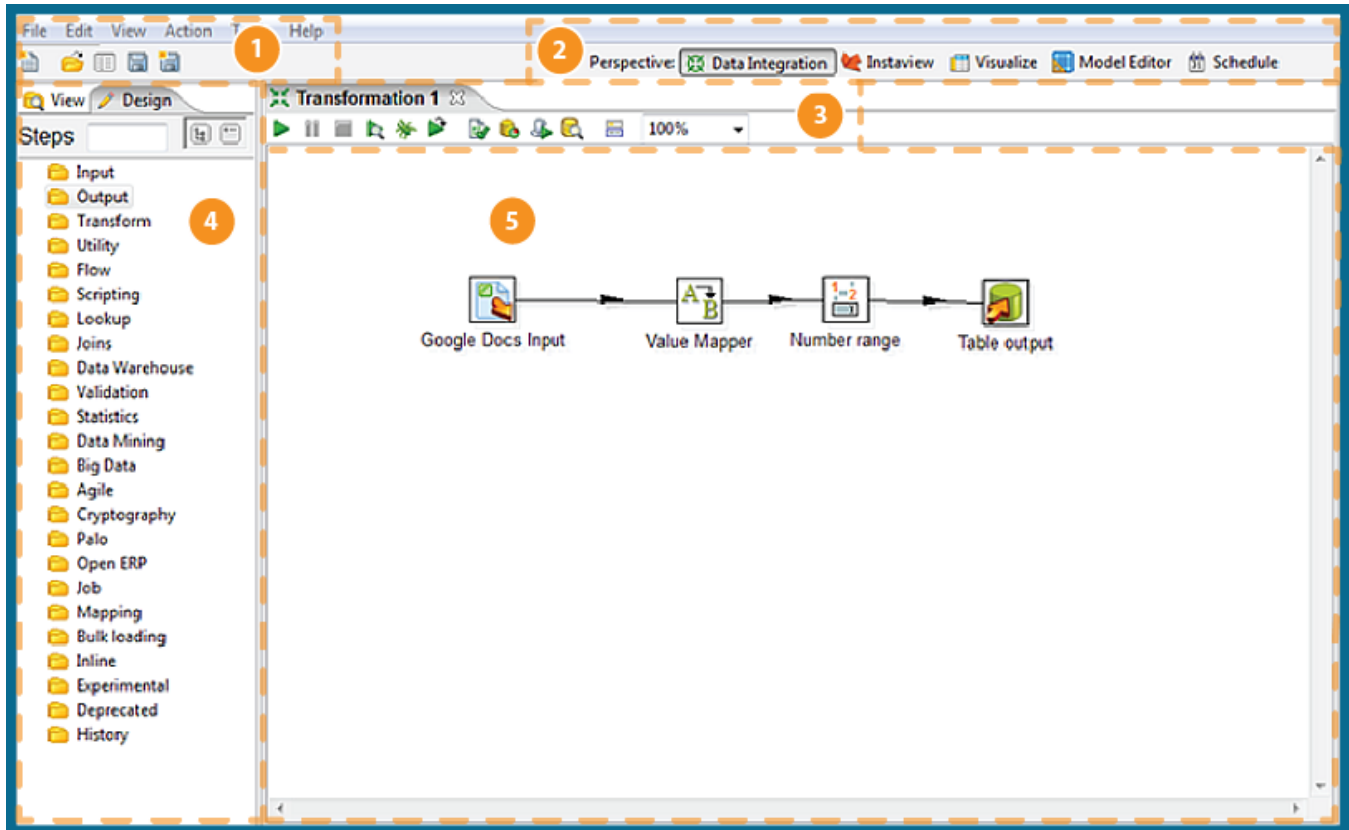 File Edit View Action T Help
1
2
Perspective: Data Integration Instaview Visualize Model Editor 31 Schedule
View Design
Transformation 1
3
Steps
100%
Input
Output
Transform
4
Utility
Flow
Scripting
Lookup
Joins
Data Warehouse
Validation
Statistics
Data Mining
Big Data
Agile
Cryptography
Palo
Open ERP
Job
Mapping
Bulk loading
Inline
Experimental
Deprecated
History
5
A B
1-2
Google Docs Input Value Mapper Number range Table output